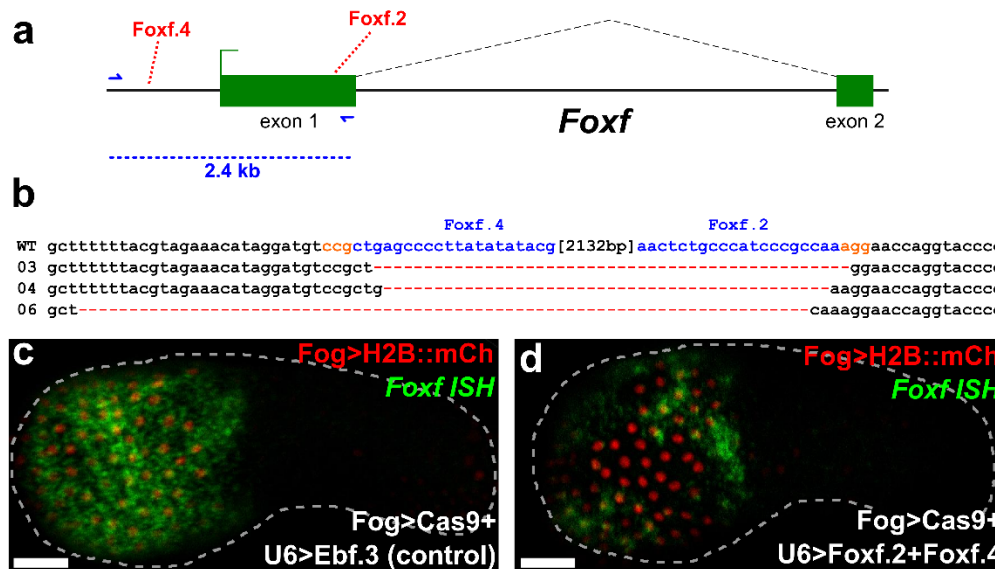 a
Foxf.4
Foxf.2
exon 1
Foxf
exon 2
2.4 kb
b
Foxf.4 Foxf.2
WT gcttttttacgtagaaacataggatgtccgctgagccccttatatatacg[2132bp]aactctgcccatcccgccaaaggaaccaggtaccc
03 gcttttttacgtagaaacataggatgtccgct-----------------------------------------------ggaaccaggtaccc
04 gcttttttacgtagaaacataggatgtccgctg--------------------------------------------aaggaaccaggtaccc
06 gct------------------------------------------------------------------------caaaggaaccaggtaccc
c
Fog>H2B::mCh
Foxf ISH
Fog>Cas9+
U6>Ebf.3 (control)
d
Fog>H2B::mCh
Foxf ISH
Fog>Cas9+
U6>Foxf.2+Foxf.4